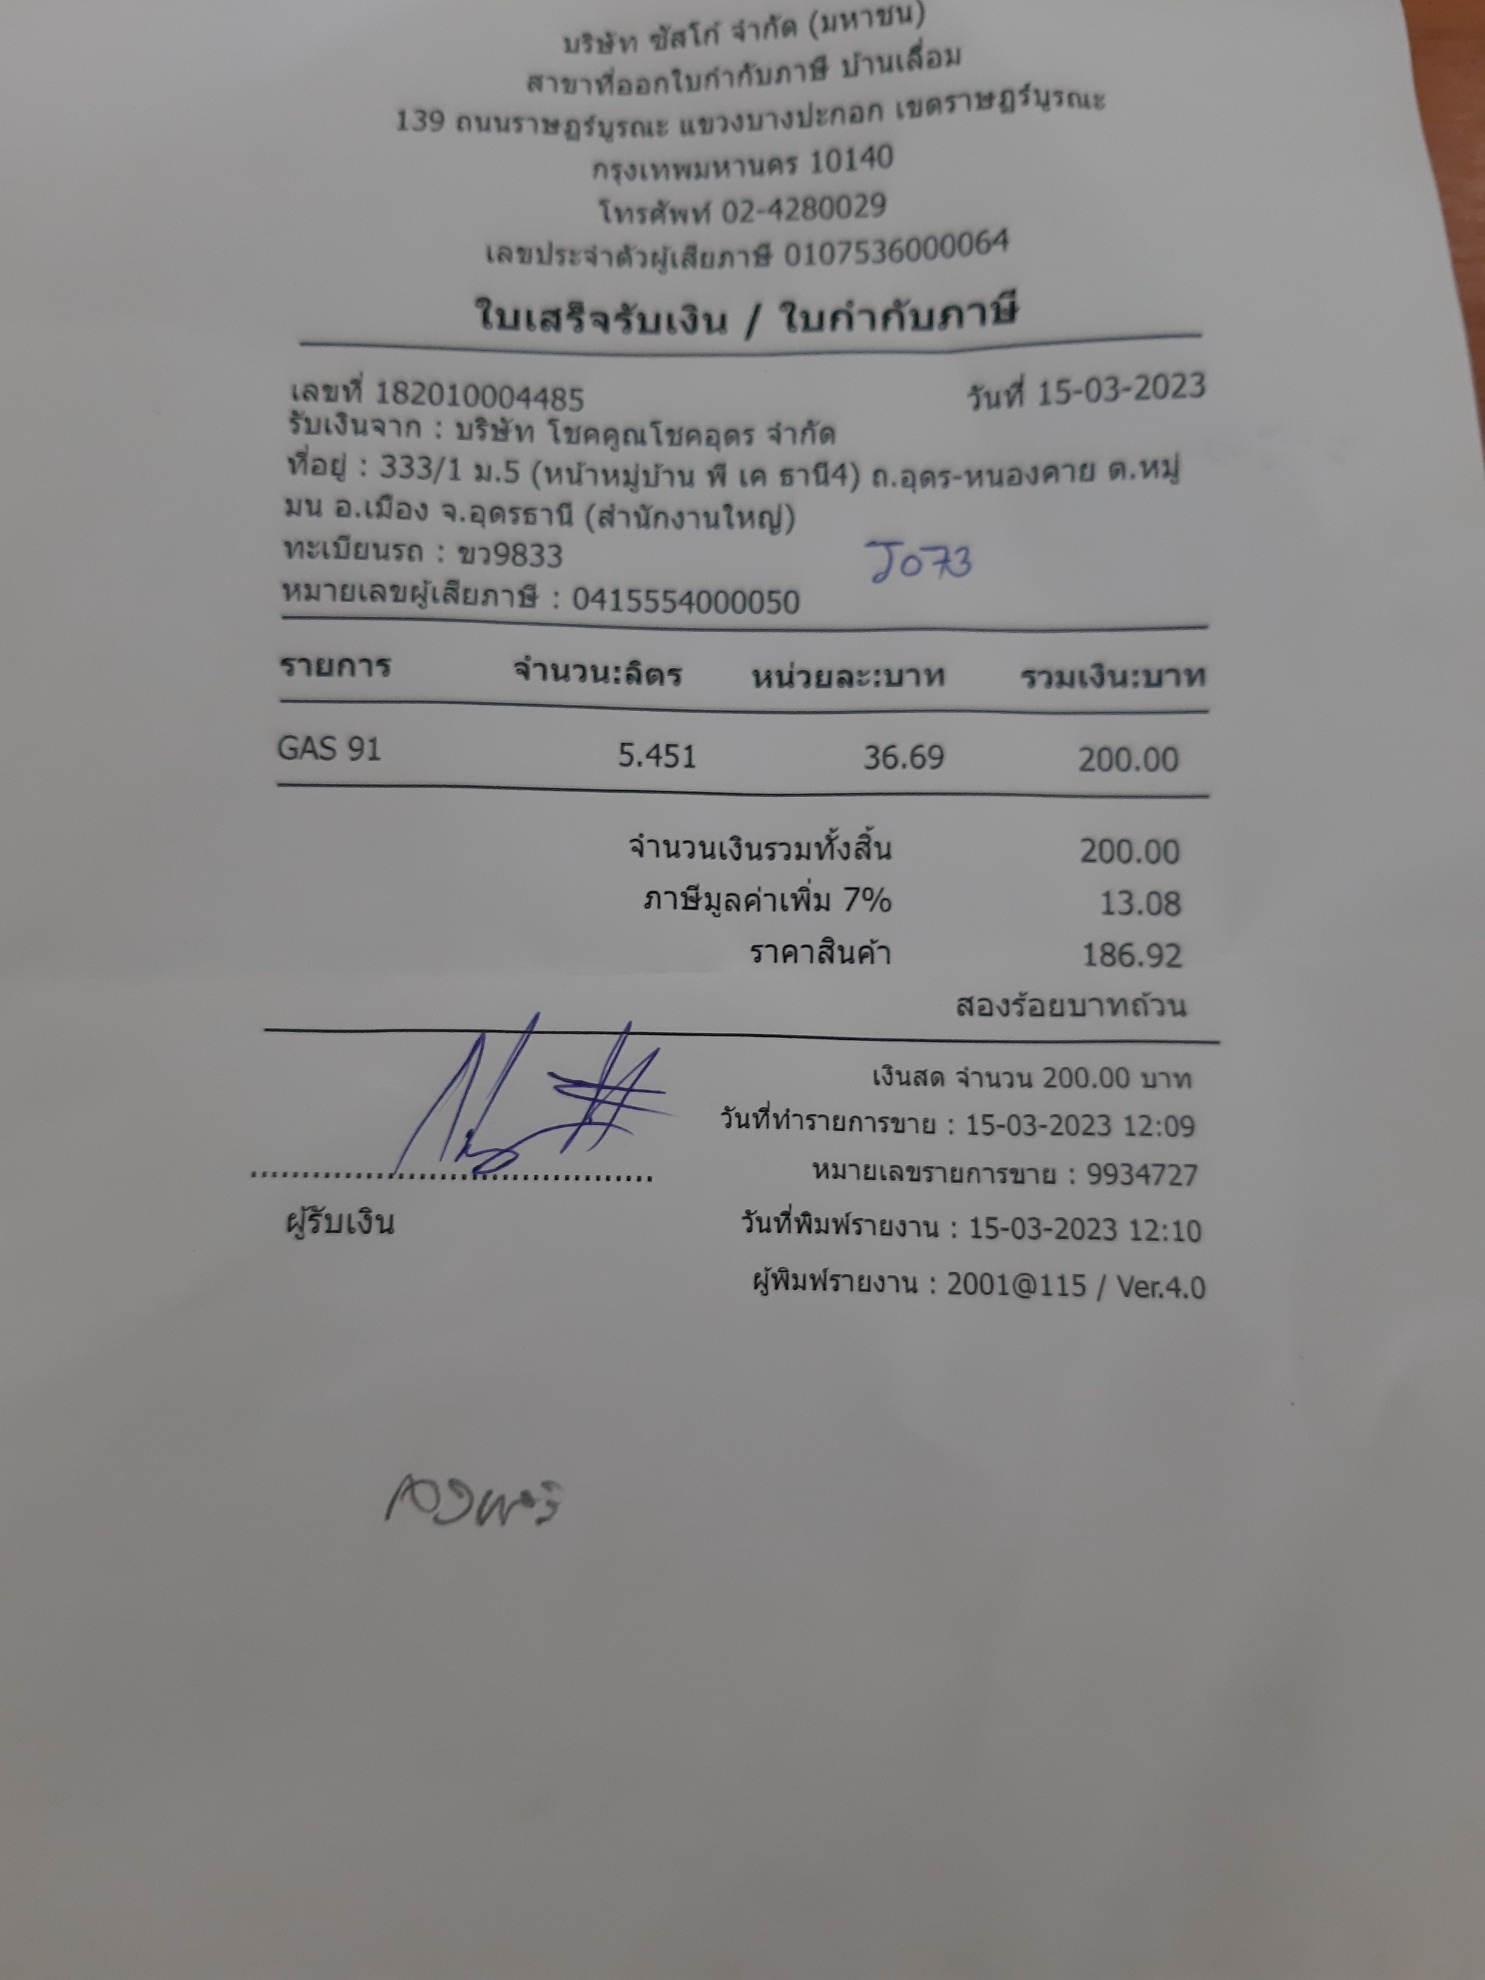 บริษัท ซัสโก้ จำกัด (มหาชน)
สาขาที่ออกใบกำกับภาษี บ้านเลื่อม
139 ถนนราษฎร์บูรณะ แขวงบางปะกอก เขตราษฎร์บูรณะ
กรุงเทพมหานคร 10140
โทรศัพท์ 02-4280029
เลขประจำตัวผู้เสียภาษี 0107536000064
ใบเสร็จรับเงิน / ใบกำกับภาษี
เลขที่ 182010004485 วันที่ 15-03-2023
รับเงินจาก : บริษัท โชคคูณโชคอุดร จำกัด
ที่อยู่ : 333/1 ม.5 (หน้าหมู่บ้าน พี เค ธานี4) ถ.อุดร-หนองคาย ต.หมู่
มน อ.เมือง จ.อุดรธานี (สำนักงานใหญ่)
ทะเบียนรถ : ขว9833 J073
หมายเลขผู้เสียภาษี : 0415554000050
รายการ จำนวน:ลิตร หน่วยละ:บาท รวมเงิน:บาท
GAS 91 5.451 36.69 200.00
จำนวนเงินรวมทั้งสิ้น 200.00
ภาษีมูลค่าเพิ่ม 7% 13.08
ราคาสินค้า 186.92
สองร้อยบาทถ้วน
เงินสด จำนวน 200.00 บาท
วันที่ทำรายการขาย : 15-03-2023 12:09
หมายเลขรายการขาย : 9934727
ผู้รับเงิน วันที่พิมพ์รายงาน : 15-03-2023 12:10
ผู้พิมพ์รายงาน : 2001@115 / Ver.4.0